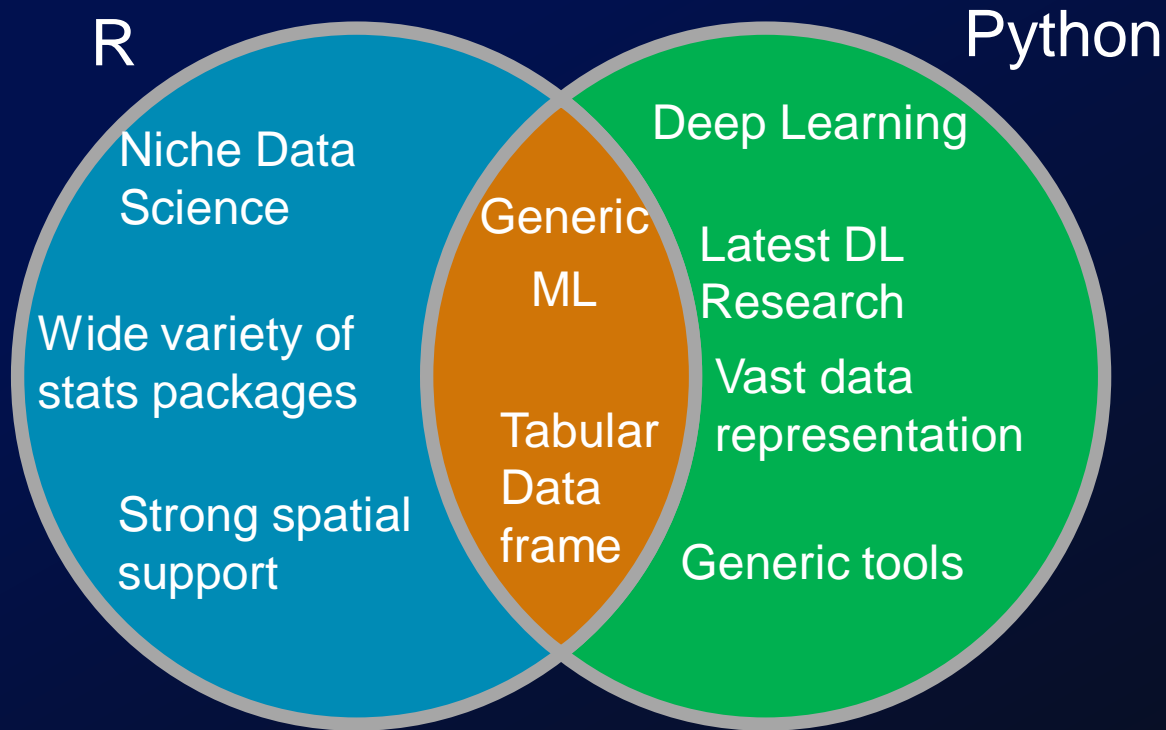 R
Python
Niche Data
Science
Wide variety of
stats packages
Strong spatial
support
Generic
ML
Tabular
Data
frame
Deep Learning
Latest DL
Research
Vast data
representation
Generic tools